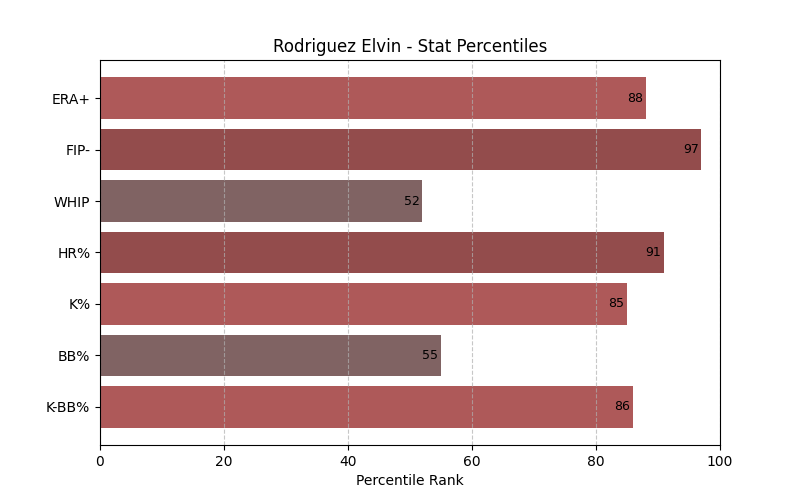 Rodriguez Elvin - Stat Percentiles
ERA+ 88
FIP- 97
WHIP 52
HR% 91
K% 85
BB% 55
K-BB% 86
0 20 40 60 80 100
Percentile Rank